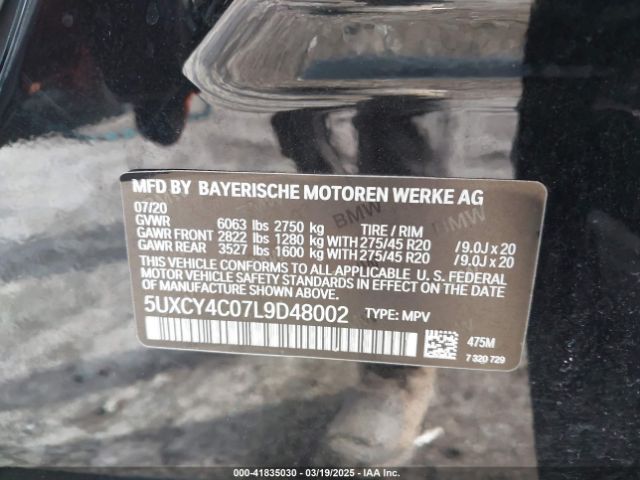 MFD BY BAYERISCHE MOTOREN WERKE AG
07/20
GVWR 6063 lbs 2750 kg TIRE / RIM
GAWR FRONT 2822 lbs 1280 kg WITH 275/45 R20 /9.0J x 20
GAWR REAR 3527 lbs 1600 kg WITH 275/45 R20 /9.0J x 20
THIS VEHICLE CONFORMS TO ALL APPLICABLE U. S. FEDERAL
MOTOR VEHICLE SAFETY STANDARDS IN EFFECT ON THE DATE OF
MANUFACTURE SHOWN ABOVE.
5UXCY4C07L9D48002 TYPE: MPV
475M
7 320 729
000-41835030 - 03/19/2025 - IAA Inc.